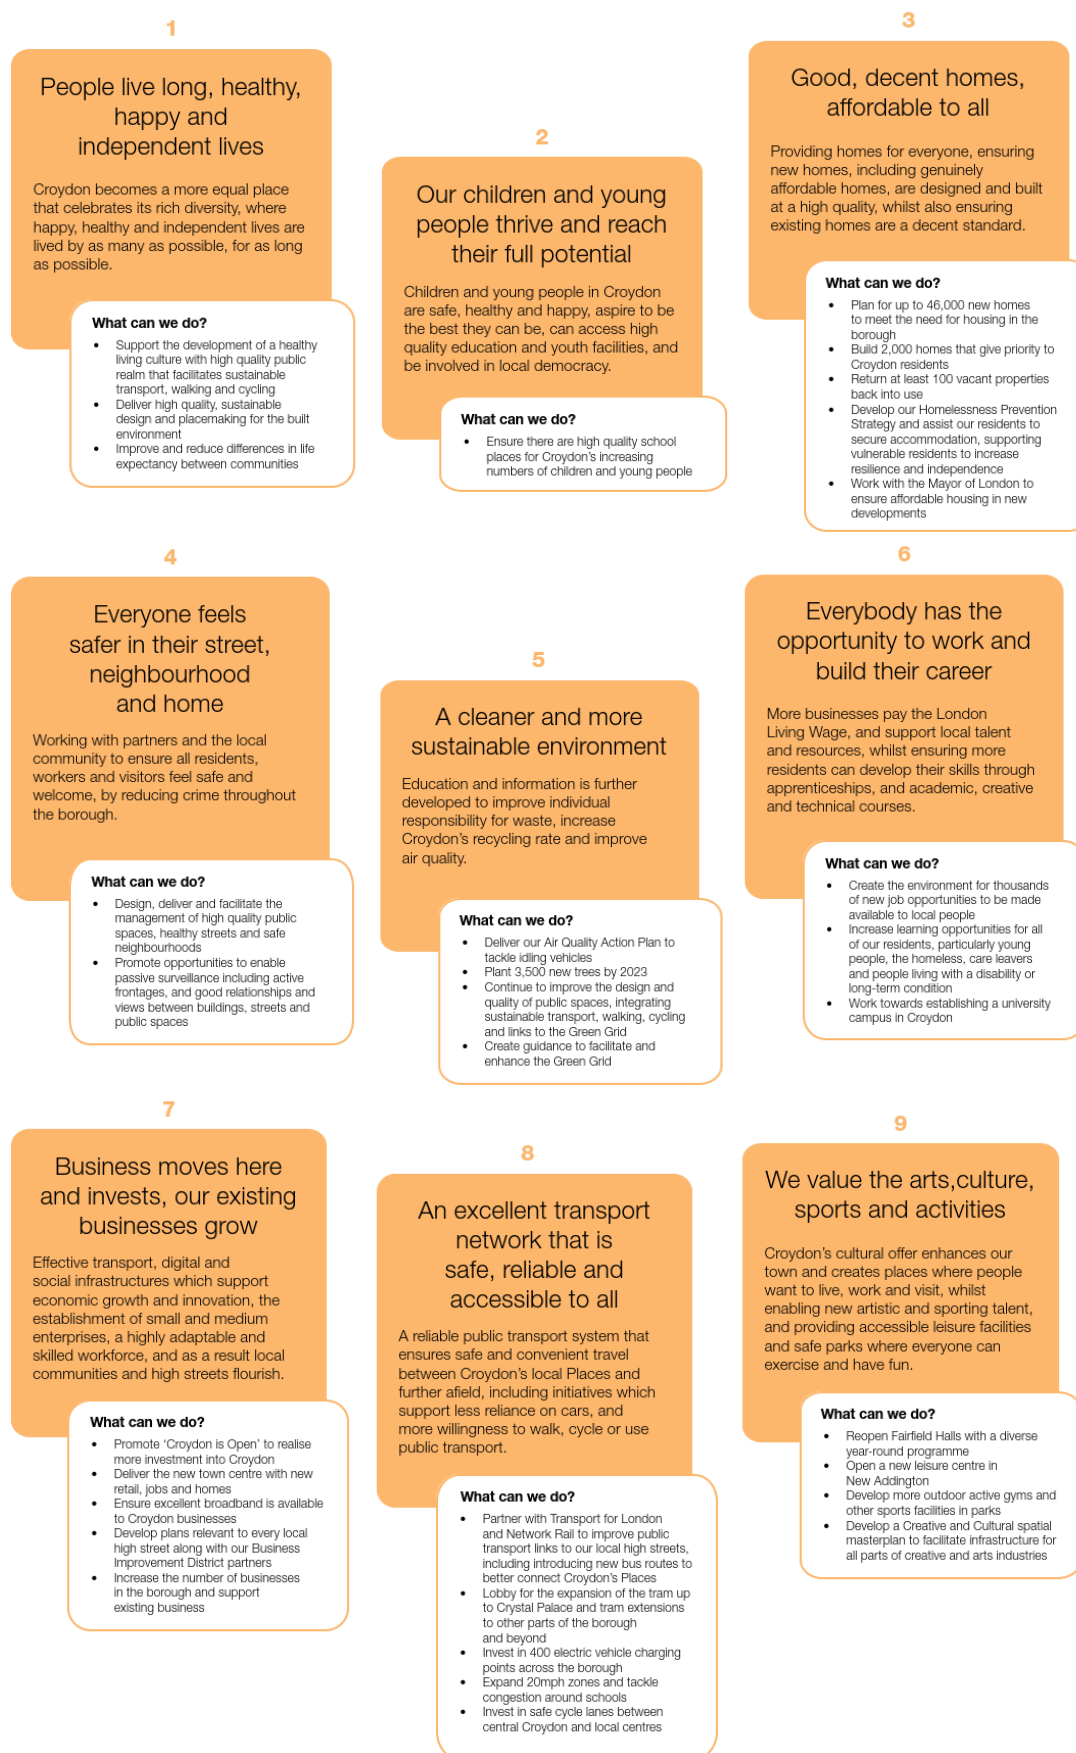 1
People live long, healthy,
happy and
independent lives
Croydon becomes a more equal place
that celebrates its rich diversity, where
happy, healthy and independent lives are
lived by as many as possible, for as long
as possible.
What can we do?
• Support the development of a healthy
living culture with high quality public
realm that facilitates sustainable
transport, walking and cycling
• Deliver high quality, sustainable
design and placemaking for the built
environment
• Improve and reduce differences in life
expectancy between communities
2
Our children and young
people thrive and reach
their full potential
Children and young people in Croydon
are safe, healthy and happy, aspire to be
the best they can be, can access high
quality education and youth facilities, and
be involved in local democracy.
What can we do?
• Ensure there are high quality school
places for Croydon's increasing
numbers of children and young people
3
Good, decent homes,
affordable to all
Providing homes for everyone, ensuring
new homes, including genuinely
affordable homes, are designed and built
at a high quality, whilst also ensuring
existing homes are a decent standard.
What can we do?
• Plan for up to 46,000 new homes
to meet the need for housing in the
borough
• Build 2,000 homes that give priority to
Croydon residents
• Return at least 100 vacant properties
back into use
• Develop our Homelessness Prevention
Strategy and assist our residents to
secure accommodation, supporting
vulnerable residents to increase
resilience and independence
• Work with the Mayor of London to
ensure affordable housing in new
developments
4
Everyone feels
safer in their street,
neighbourhood
and home
Working with partners and the local
community to ensure all residents,
workers and visitors feel safe and
welcome, by reducing crime throughout
the borough.
What can we do?
• Design, deliver and facilitate the
management of high quality public
spaces, healthy streets and safe
neighbourhoods
• Promote opportunities to enable
passive surveillance including active
frontages, and good relationships and
views between buildings, streets and
public spaces
5
A cleaner and more
sustainable environment
Education and information is further
developed to improve individual
responsibility for waste, increase
Croydon's recycling rate and improve
air quality.
What can we do?
• Deliver our Air Quality Action Plan to
tackle idling vehicles
• Plant 3,500 new trees by 2023
• Continue to improve the design and
quality of public spaces, integrating
sustainable transport, walking, cycling
and links to the Green Grid
• Create guidance to facilitate and
enhance the Green Grid
6
Everybody has the
opportunity to work and
build their career
More businesses pay the London
Living Wage, and support local talent
and resources, whilst ensuring more
residents can develop their skills through
apprenticeships, and academic, creative
and technical courses.
What can we do?
• Create the environment for thousands
of new job opportunities to be made
available to local people
• Increase learning opportunities for all
of our residents, particularly young
people, the homeless, care leavers
and people living with a disability or
long-term condition
• Work towards establishing a university
campus in Croydon
7
Business moves here
and invests, our existing
businesses grow
Effective transport, digital and
social infrastructures which support
economic growth and innovation, the
establishment of small and medium
enterprises, a highly adaptable and
skilled workforce, and as a result local
communities and high streets flourish.
What can we do?
• Promote 'Croydon is Open' to realise
more investment into Croydon
• Deliver the new town centre with new
retail, jobs and homes
• Ensure excellent broadband is available
to Croydon businesses
• Develop plans relevant to every local
high street along with our Business
Improvement District partners
• Increase the number of businesses
in the borough and support
existing business
8
An excellent transport
network that is
safe, reliable and
accessible to all
A reliable public transport system that
ensures safe and convenient travel
between Croydon's local Places and
further afield, including initiatives which
support less reliance on cars, and
more willingness to walk, cycle or use
public transport.
What can we do?
• Partner with Transport for London
and Network Rail to improve public
transport links to our local high streets,
including introducing new bus routes to
better connect Croydon's Places
• Lobby for the expansion of the tram up
to Crystal Palace and tram extensions
to other parts of the borough
and beyond
• Invest in 400 electric vehicle charging
points across the borough
• Expand 20mph zones and tackle
congestion around schools
• Invest in safe cycle lanes between
central Croydon and local centres
9
We value the arts,culture,
sports and activities
Croydon's cultural offer enhances our
town and creates places where people
want to live, work and visit, whilst
enabling new artistic and sporting talent,
and providing accessible leisure facilities
and safe parks where everyone can
exercise and have fun.
What can we do?
• Reopen Fairfield Halls with a diverse
year-round programme
• Open a new leisure centre in
New Addington
• Develop more outdoor active gyms and
other sports facilities in parks
• Develop a Creative and Cultural spatial
masterplan to facilitate infrastructure for
all parts of creative and arts industries